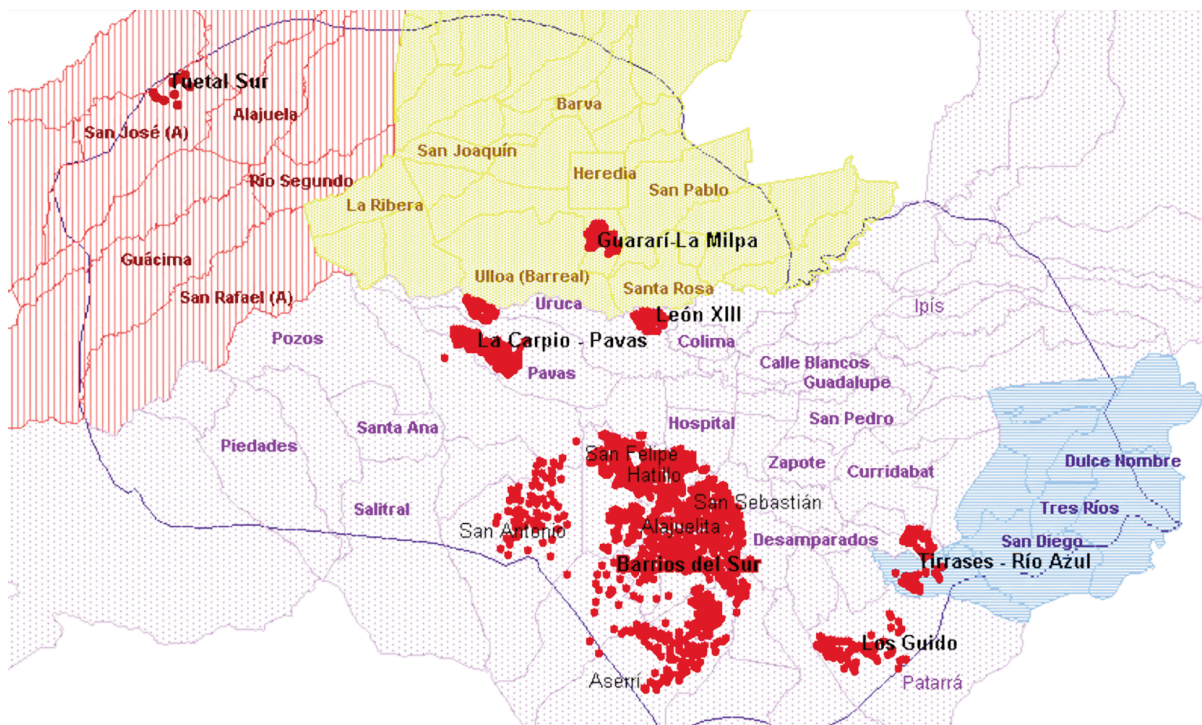 Tuetal Sur
San José (A)
Alajuela
Barva
San Joaquín
Heredia
Río Segundo
San Pablo
La Ribera
Guararí-La Milpa
Guácima
Ulloa (Barreal)
Santa Rosa
San Rafael (A)
Uruca
León XIII
Ipís
Pozos
La Carpio - Pavas
Colima
Calle Blancos
Pavas
Guadalupe
Santa Ana
Hospital
San Pedro
Piedades
San Felipe
Hatillo
Zapote
Curridabat
Dulce Nombre
Salitral
San Sebastián
Tres Ríos
San Antonio
Alajuelita
Desamparados
San Diego
Barrios del Sur
Tirrases - Río Azul
Los Guido
Aserrí
Patarrá